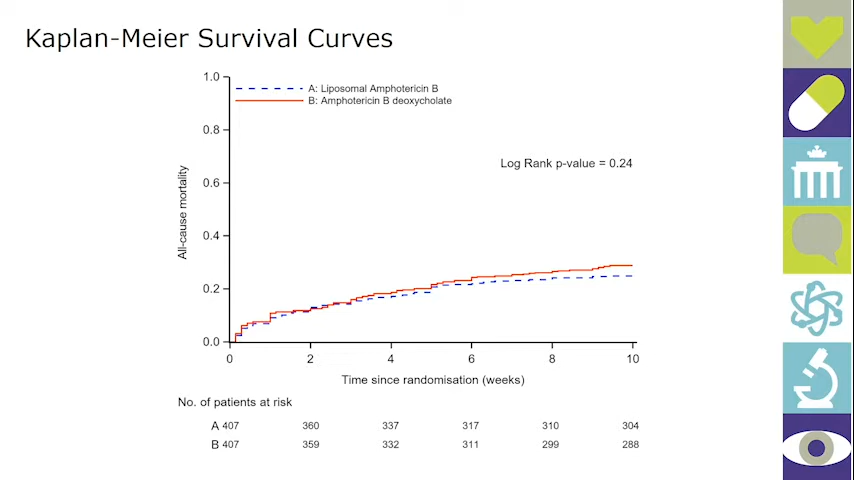 Kaplan-Meier Survival Curves
1.0
0.8
0.6
0.4
0.2
0.0
All-cause mortality
A: Liposomal Amphotericin B
B: Amphotericin B deoxycholate
Log Rank p-value = 0.24
0 2 4 6 8 10
Time since randomisation (weeks)
No. of patients at risk
A 407 360 337 317 310 304
B 407 359 332 311 299 288